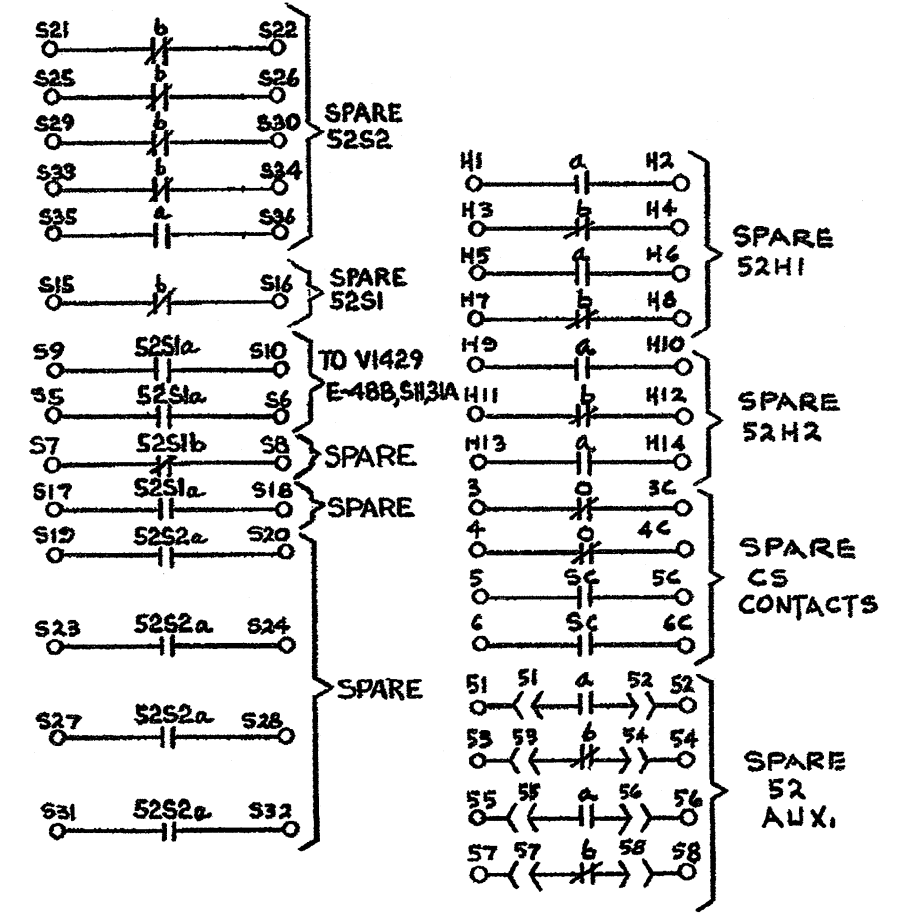 S21 b S22
S25 b S26
S29 b S30
S33 b S34
S35 a S36
SPARE
52S2
S15 b S16
SPARE
52S1
S9 52S1a S10
S5 52S1a S6
TO V1429
E-48B,S11,31A
S7 52S1b S8
SPARE
S17 52S1a S18
SPARE
S19 52S2a S20
S23 52S2a S24
S27 52S2a S28
S31 52S2a S32
SPARE
H1 a H2
H3 b H4
H5 a H6
H7 b H8
SPARE
52H1
H9 a H10
H11 b H12
H13 a H14
SPARE
52H2
3 O 3C
4 O 4C
5 SC 5C
6 SC 6C
SPARE
CS
CONTACTS
51 51 a 52 52
53 53 b 54 54
55 55 a 56 56
57 57 b 58 58
SPARE
52
AUX.